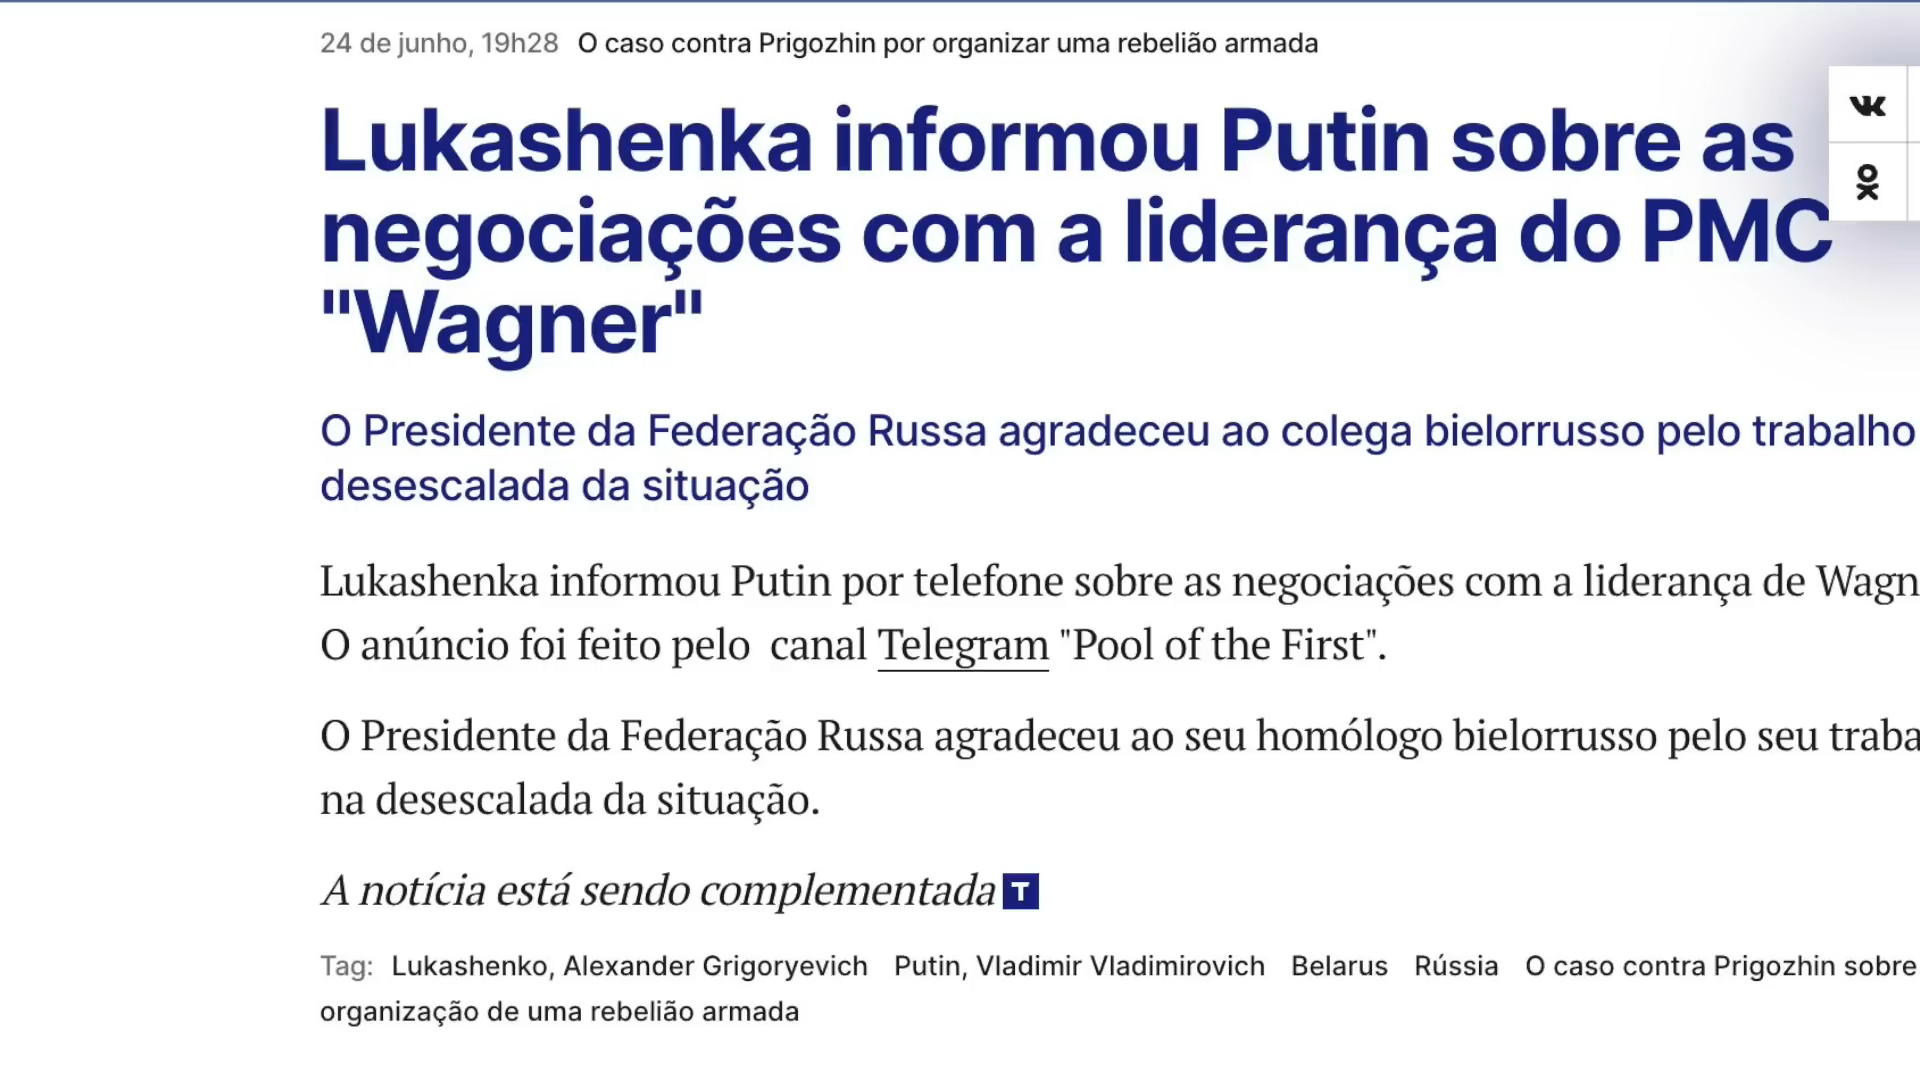 24 de junho, 19h28 O caso contra Prigozhin por organizar uma rebelião armada
Lukashenka informou Putin sobre as
negociações com a liderança do PMC
"Wagner"
O Presidente da Federação Russa agradeceu ao colega bielorrusso pelo trabalho
desescalada da situação
Lukashenka informou Putin por telefone sobre as negociações com a liderança de Wagn
O anúncio foi feito pelo canal Telegram "Pool of the First".
O Presidente da Federação Russa agradeceu ao seu homólogo bielorrusso pelo seu traba
na desescalada da situação.
A notícia está sendo complementada T
Tag: Lukashenko, Alexander Grigoryevich Putin, Vladimir Vladimirovich Belarus Rússia O caso contra Prigozhin sobre
organização de uma rebelião armada